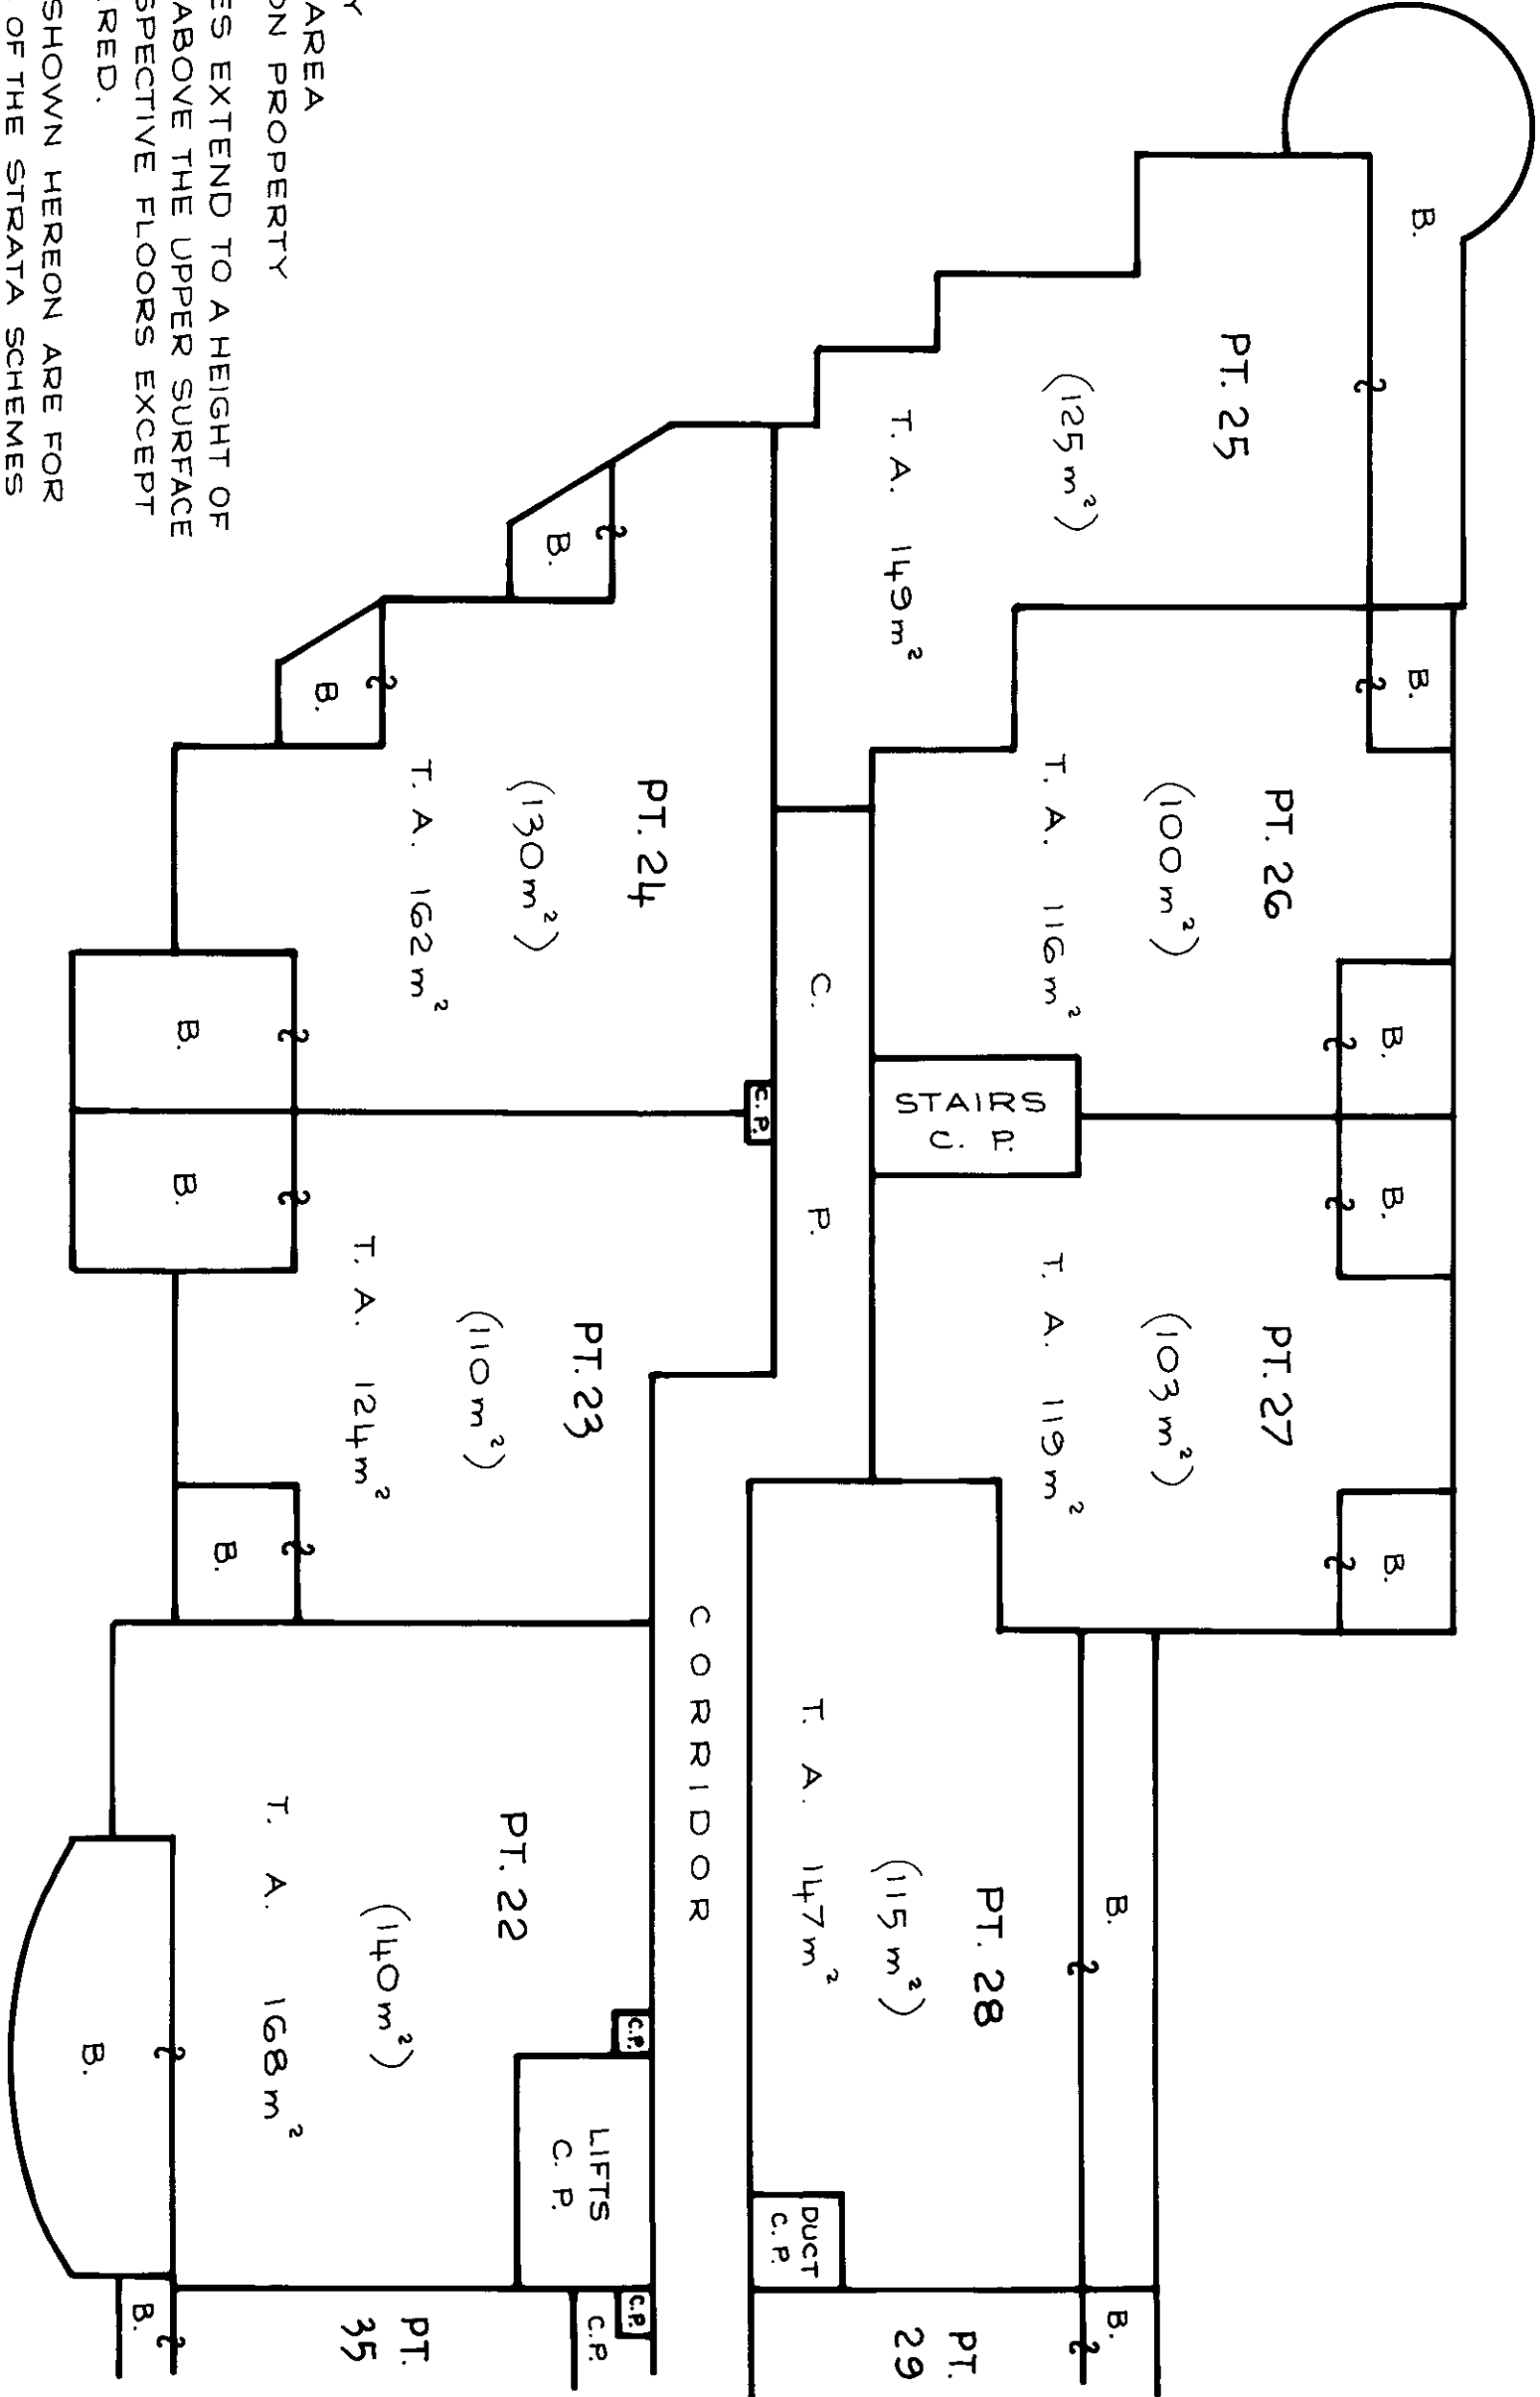 Y
AREA
ON PROPERTY
ES EXTEND TO A HEIGHT OF
ABOVE THE UPPER SURFACE
SPECTIVE FLOORS EXCEPT
RED.
SHOWN HEREON ARE FOR
OF THE STRATA SCHEMES
B.
PT. 25
(125 m²)
T. A. 149 m²
B.
PT. 26
(100 m²)
T. A. 116 m²
B.
B.
PT. 27
(103 m²)
T. A. 119 m²
B.
STAIRS
C. P.
C. P.
C.P.
B.
B.
PT. 24
(130 m²)
T. A. 162 m²
B.
B.
PT. 23
(110 m²)
T. A. 124 m²
B.
CORRIDOR
B.
PT. 28
(115 m²)
T. A. 147 m²
DUCT
C. P.
PT. 22
(140 m²)
T. A. 168 m²
B.
C.P.
LIFTS
C. P.
B.
PT.
29
C.P.
C.P.
PT.
35
B.